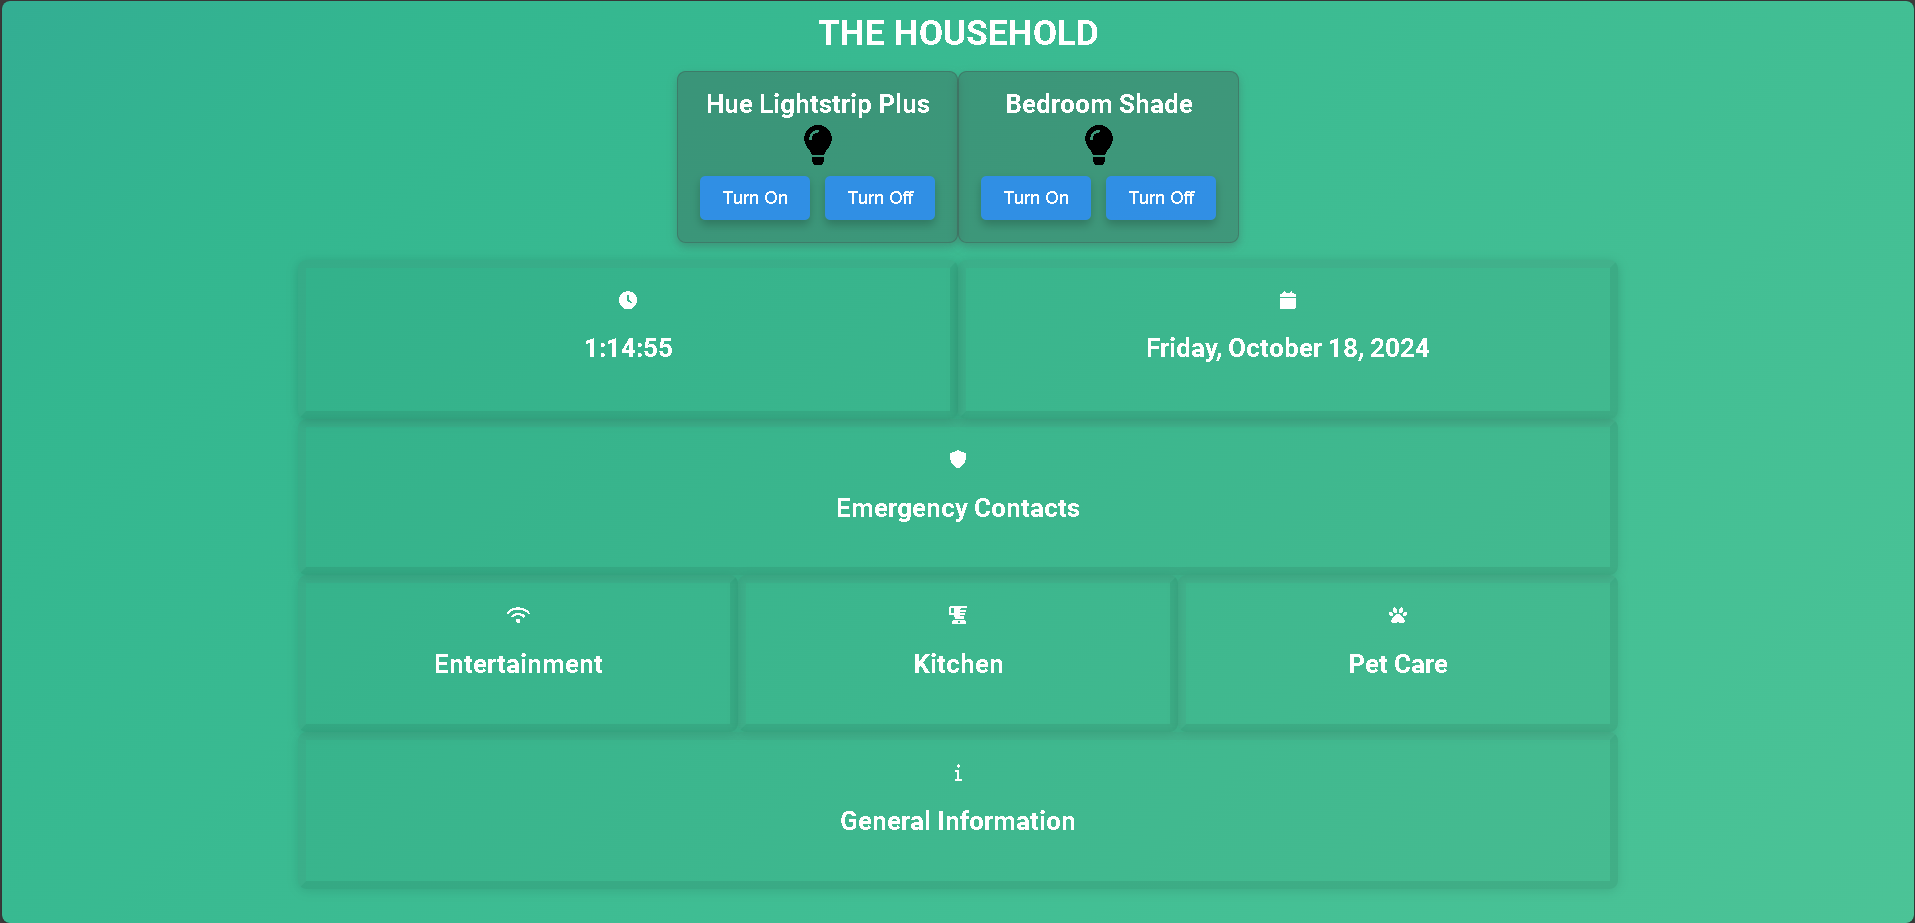 THE HOUSEHOLD
Hue Lightstrip Plus
Turn On Turn Off
Bedroom Shade
Turn On Turn Off
1:14:55
Friday, October 18, 2024
Emergency Contacts
Entertainment
Kitchen
Pet Care
General Information